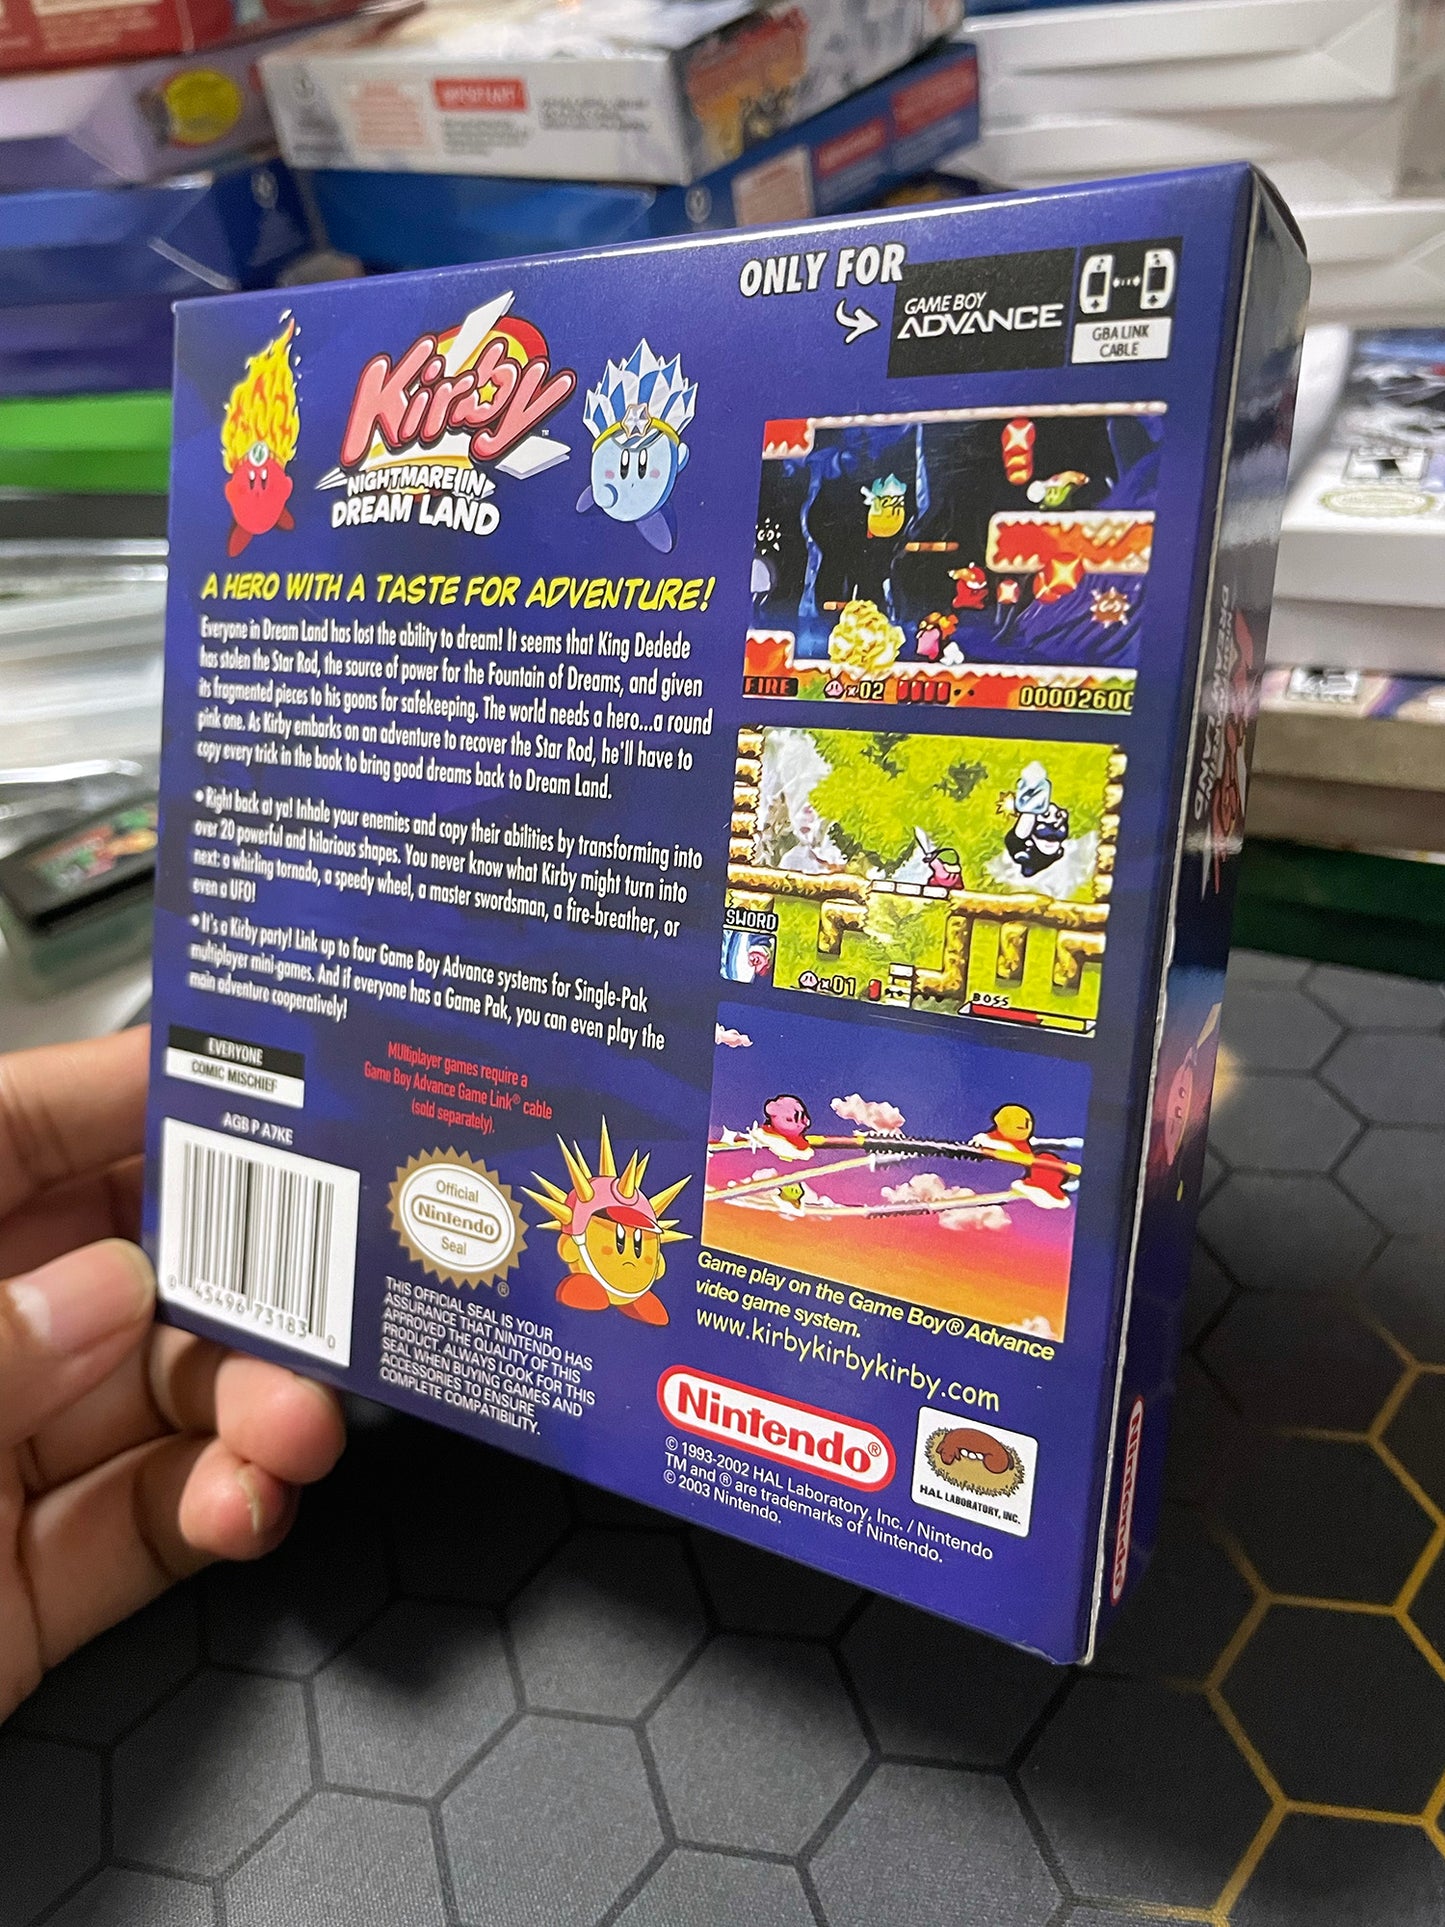 IMPORTANT
ONLY FOR
GAME BOY
ADVANCE
GBA LINK
CABLE
Kirby
TM
NIGHTMARE IN
DREAM LAND
A HERO WITH A TASTE FOR ADVENTURE!
Everyone in Dream Land has lost the ability to dream! It seems that King Dedede
has stolen the Star Rod, the source of power for the Fountain of Dreams, and given
its fragmented pieces to his goons for safekeeping. The world needs a hero...a round
pink one. As Kirby embarks on an adventure to recover the Star Rod, he'll have to
copy every trick in the book to bring good dreams back to Dream Land.
• Right back at ya! Inhale your enemies and copy their abilities by transforming into
over 20 powerful and hilarious shapes. You never know what Kirby might turn into
next: a whirling tornado, a speedy wheel, a master swordsman, a fire-breather, or
even a UFO!
• It's a Kirby party! Link up to four Game Boy Advance systems for Single-Pak
multiplayer mini-games. And if everyone has a Game Pak, you can even play the
main adventure cooperatively!
EVERYONE
COMIC MISCHIEF
MUltiplayer games require a
Game Boy Advance Game Link® cable
(sold separately).
AGB P A7KE
0 45496 73183 0
Official
Nintendo
Seal
®
THIS OFFICIAL SEAL IS YOUR
ASSURANCE THAT NINTENDO HAS
APPROVED THE QUALITY OF THIS
PRODUCT. ALWAYS LOOK FOR THIS
SEAL WHEN BUYING GAMES AND
ACCESSORIES TO ENSURE
COMPLETE COMPATIBILITY.
FIRE
x02
0000260
SWORD
x01
BOSS
Game play on the Game Boy® Advance
video game system.
www.kirbykirbykirby.com
Nintendo®
HAL LABORATORY, INC.
© 1993-2002 HAL Laboratory, Inc. / Nintendo
TM and ® are trademarks of Nintendo.
© 2003 Nintendo.
NIGHTMARE IN
DREAM LAND
Nintendo